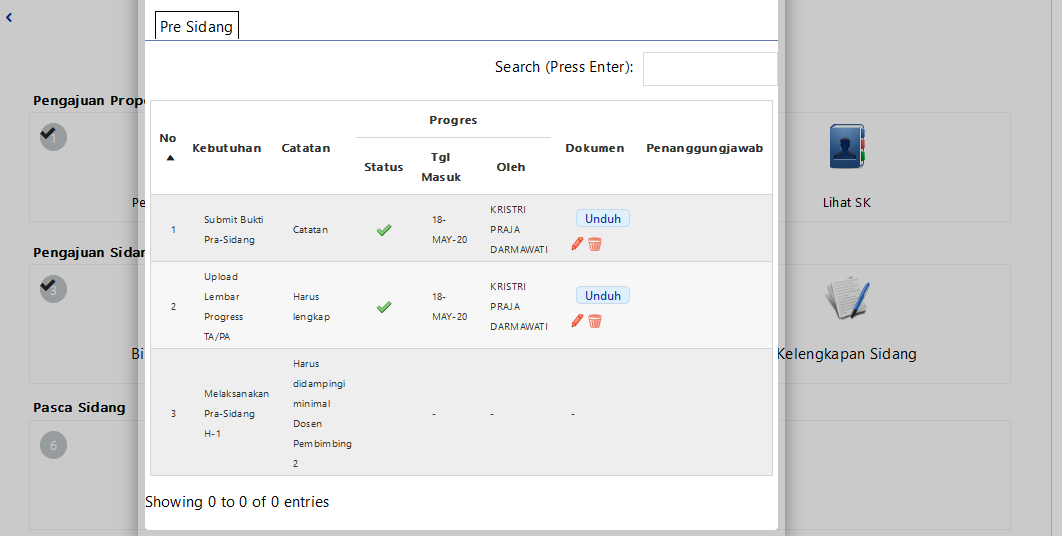 Pre Sidang
Search (Press Enter):
Pengajuan Prop
No Kebutuhan Catatan Progres Dokumen Penanggungjawab
Status Tgl Masuk Oleh
1
Pe
Lihat SK
1 Submit Bukti Pra-Sidang Catatan 18-MAY-20 KRISTRI PRAJA DARMAWATI Unduh
Pengajuan Sidan
3
2 Upload Lembar Progress TA/PA Harus lengkap 18-MAY-20 KRISTRI PRAJA DARMAWATI Unduh
Bi
Kelengkapan Sidang
3 Melaksanakan Pra-Sidang H-1 Harus didampingi minimal Dosen Pembimbing 2 - - -
Pasca Sidang
6
Showing 0 to 0 of 0 entries